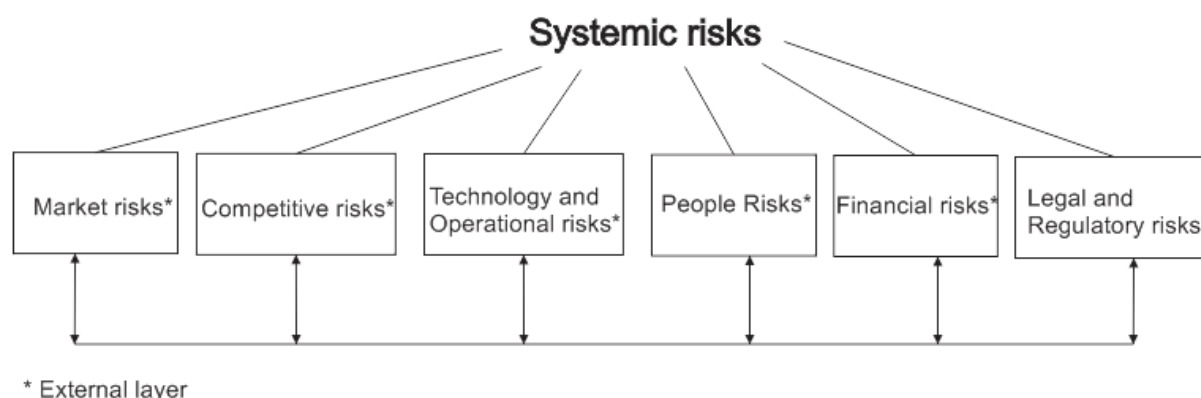 Systemic risks
Market risks*
Competitive risks*
Technology and
Operational risks*
People Risks*
Financial risks*
Legal and
Regulatory risks
* External layer